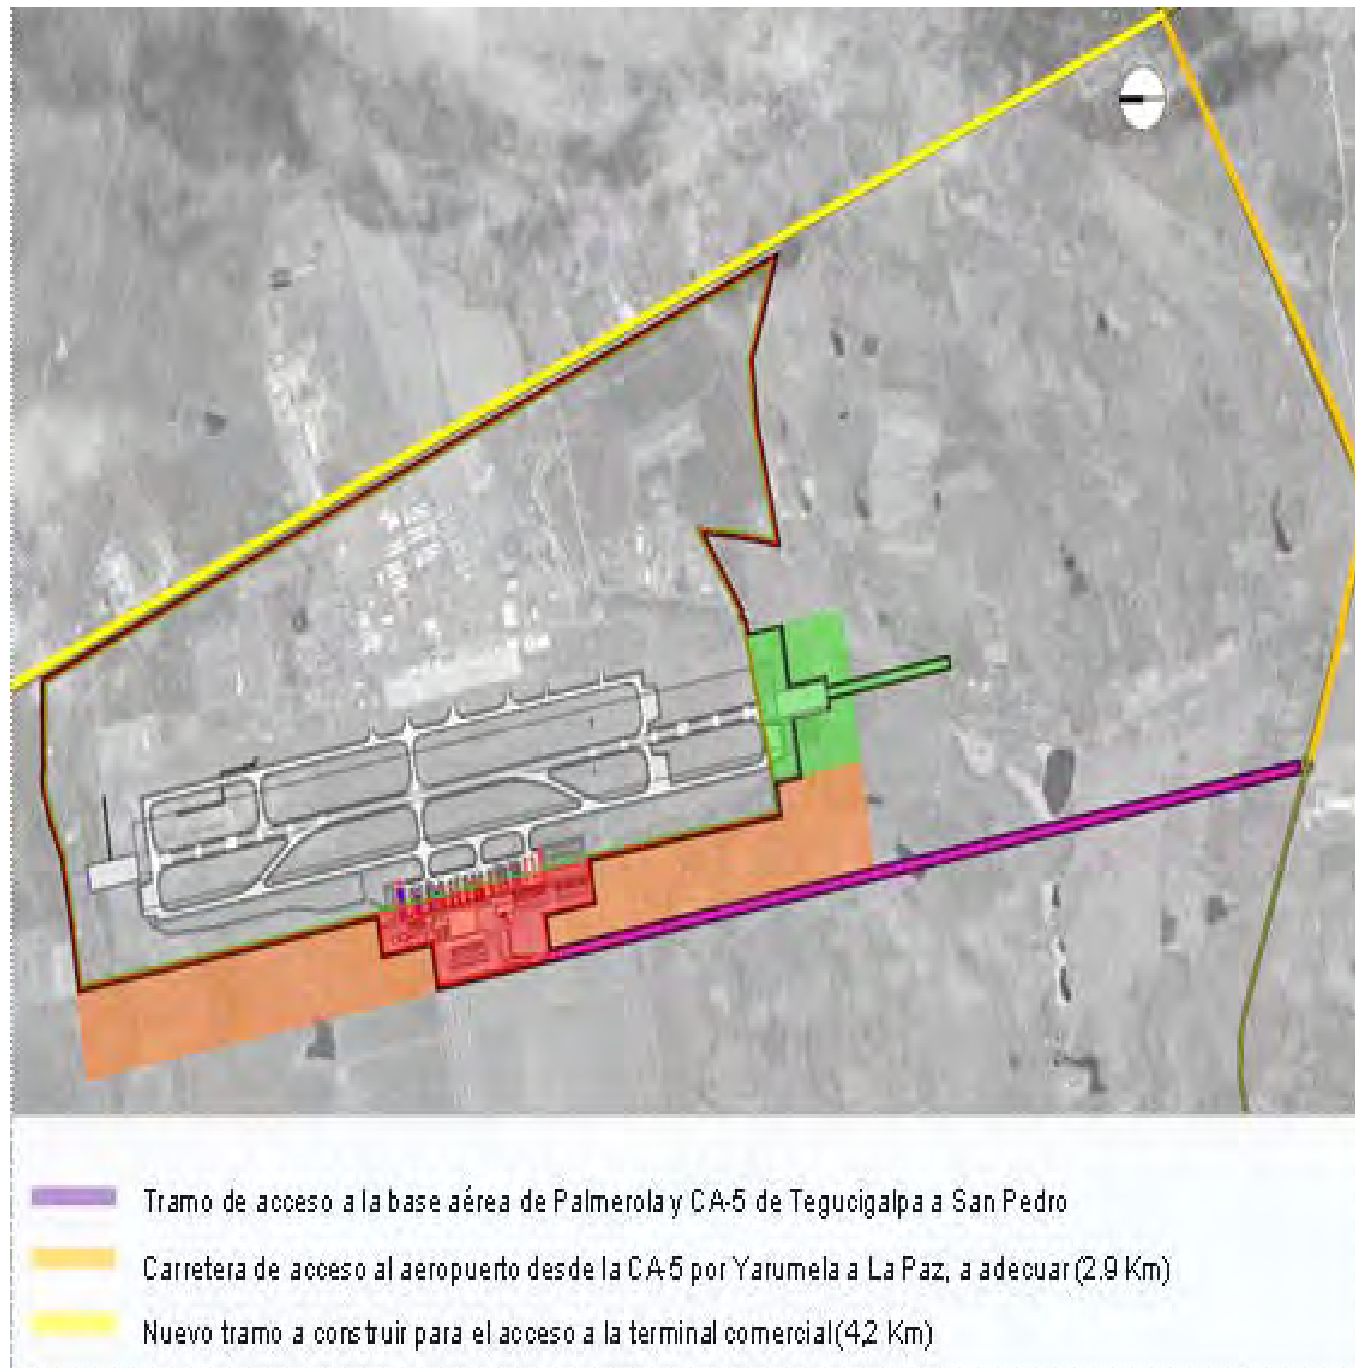 Tramo de acceso a la base aérea de Palmerola y CA-5 de Tegucigalpa a San Pedro
Carretera de acceso al aeropuerto desde la CA-5 por Yarumela a La Paz, a adecuar (2.9 Km)
Nuevo tramo a construir para el acceso a la terminal comercial (4,2 Km)